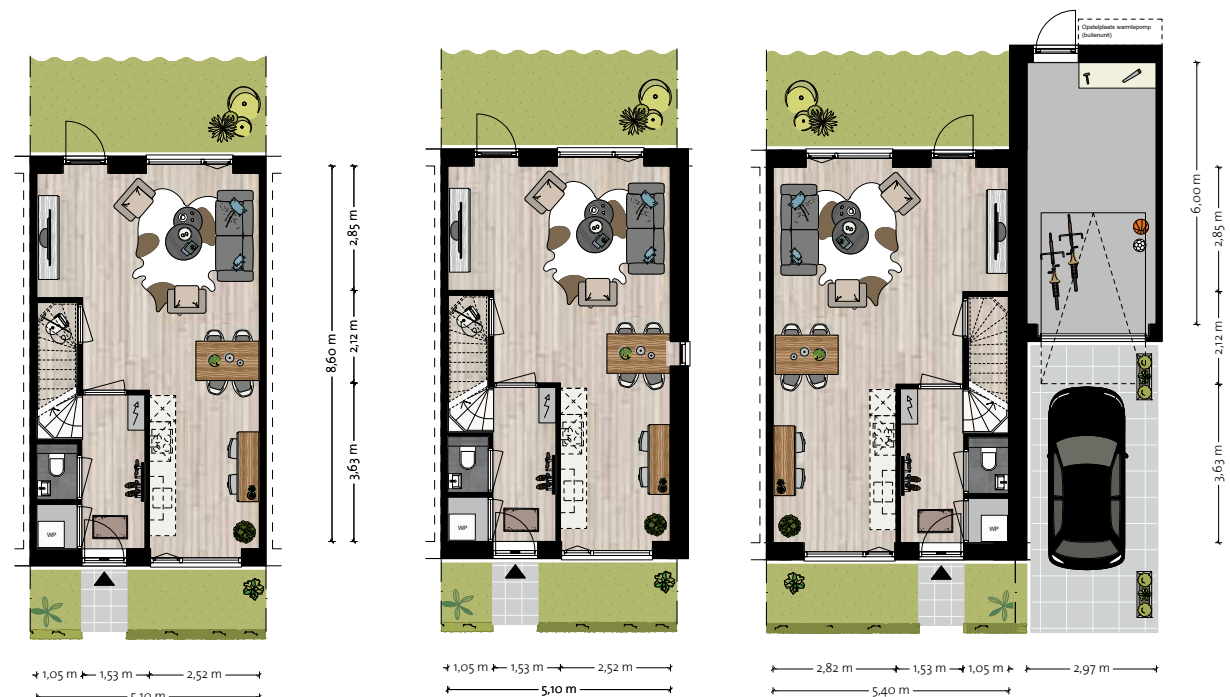 Opstelplaats warmtepomp
(buitenunit)
8,60 m
2,85 m
2,12 m
3,63 m
6,00 m
2,85 m
2,12 m
3,63 m
WP
WP
WP
1,05 m
1,53 m
2,52 m
5,10 m
1,05 m
1,53 m
2,52 m
5,10 m
2,82 m
1,53 m
1,05 m
5,40 m
2,97 m